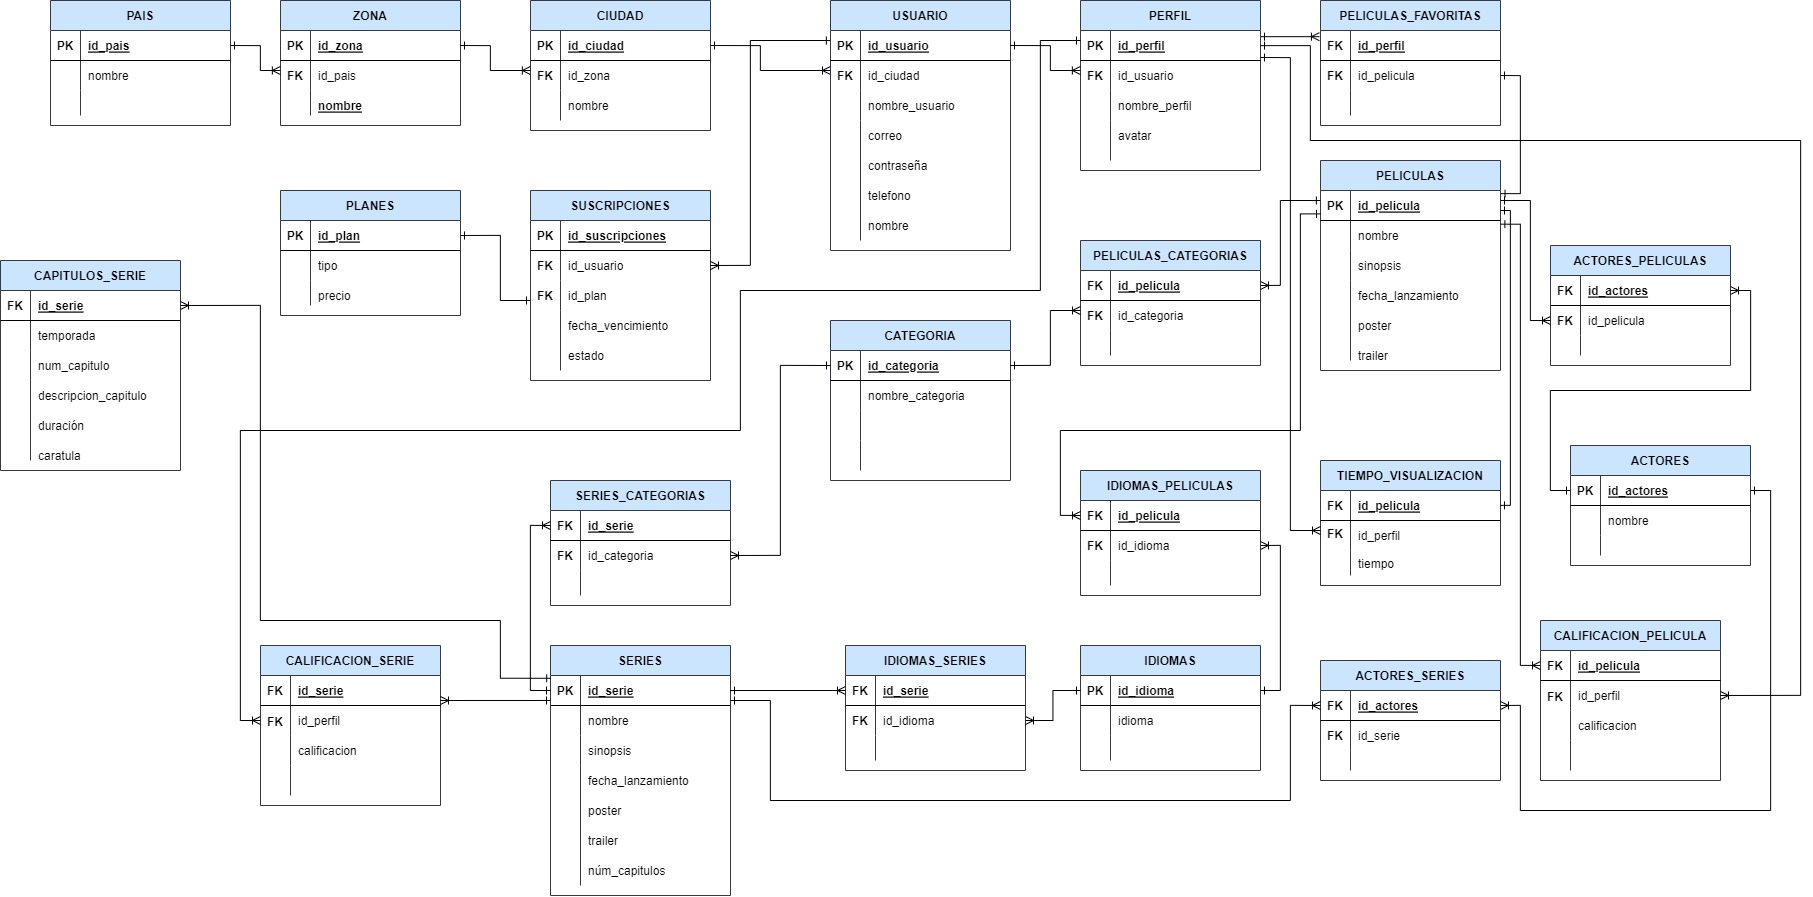 PAIS
PK id_pais
nombre
ZONA
PK id_zona
FK id_pais
nombre
CIUDAD
PK id_ciudad
FK id_zona
nombre
USUARIO
PK id_usuario
FK id_ciudad
nombre_usuario
correo
contraseña
telefono
nombre
PERFIL
PK id_perfil
FK id_usuario
nombre_perfil
avatar
PELICULAS_FAVORITAS
FK id_perfil
FK id_pelicula
PLANES
PK id_plan
tipo
precio
SUSCRIPCIONES
PK id_suscripciones
FK id_usuario
FK id_plan
fecha_vencimiento
estado
PELICULAS
PK id_pelicula
nombre
sinopsis
fecha_lanzamiento
poster
trailer
CAPITULOS_SERIE
FK id_serie
temporada
num_capitulo
descripcion_capitulo
duración
caratula
PELICULAS_CATEGORIAS
FK id_pelicula
FK id_categoria
ACTORES_PELICULAS
FK id_actores
FK id_pelicula
CATEGORIA
PK id_categoria
nombre_categoria
SERIES_CATEGORIAS
FK id_serie
FK id_categoria
IDIOMAS_PELICULAS
FK id_pelicula
FK id_idioma
TIEMPO_VISUALIZACION
FK id_pelicula
FK id_perfil
tiempo
ACTORES
PK id_actores
nombre
CALIFICACION_SERIE
FK id_serie
FK id_perfil
calificacion
SERIES
PK id_serie
nombre
sinopsis
fecha_lanzamiento
poster
trailer
núm_capitulos
IDIOMAS_SERIES
FK id_serie
FK id_idioma
IDIOMAS
PK id_idioma
idioma
ACTORES_SERIES
FK id_actores
FK id_serie
CALIFICACION_PELICULA
FK id_pelicula
FK id_perfil
calificacion